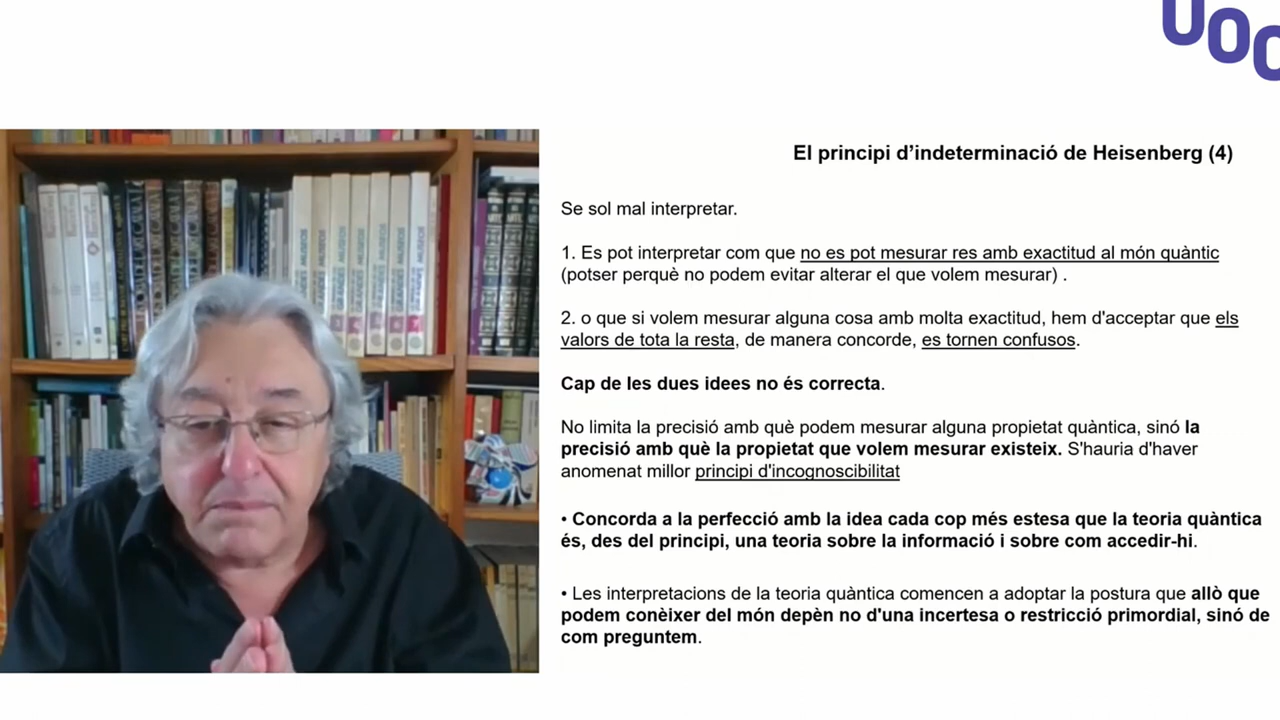 UOC
El principi d’indeterminació de Heisenberg (4)
Se sol mal interpretar.
1. Es pot interpretar com que no es pot mesurar res amb exactitud al món quàntic
(potser perquè no podem evitar alterar el que volem mesurar) .
2. o que si volem mesurar alguna cosa amb molta exactitud, hem d'acceptar que els
valors de tota la resta, de manera concorde, es tornen confusos.
Cap de les dues idees no és correcta.
No limita la precisió amb què podem mesurar alguna propietat quàntica, sinó la
precisió amb què la propietat que volem mesurar existeix. S'hauria d'haver
anomenat millor principi d'incognoscibilitat
• Concorda a la perfecció amb la idea cada cop més estesa que la teoria quàntica
és, des del principi, una teoria sobre la informació i sobre com accedir-hi.
• Les interpretacions de la teoria quàntica comencen a adoptar la postura que allò que
podem conèixer del món depèn no d'una incertesa o restricció primordial, sinó de
com preguntem.